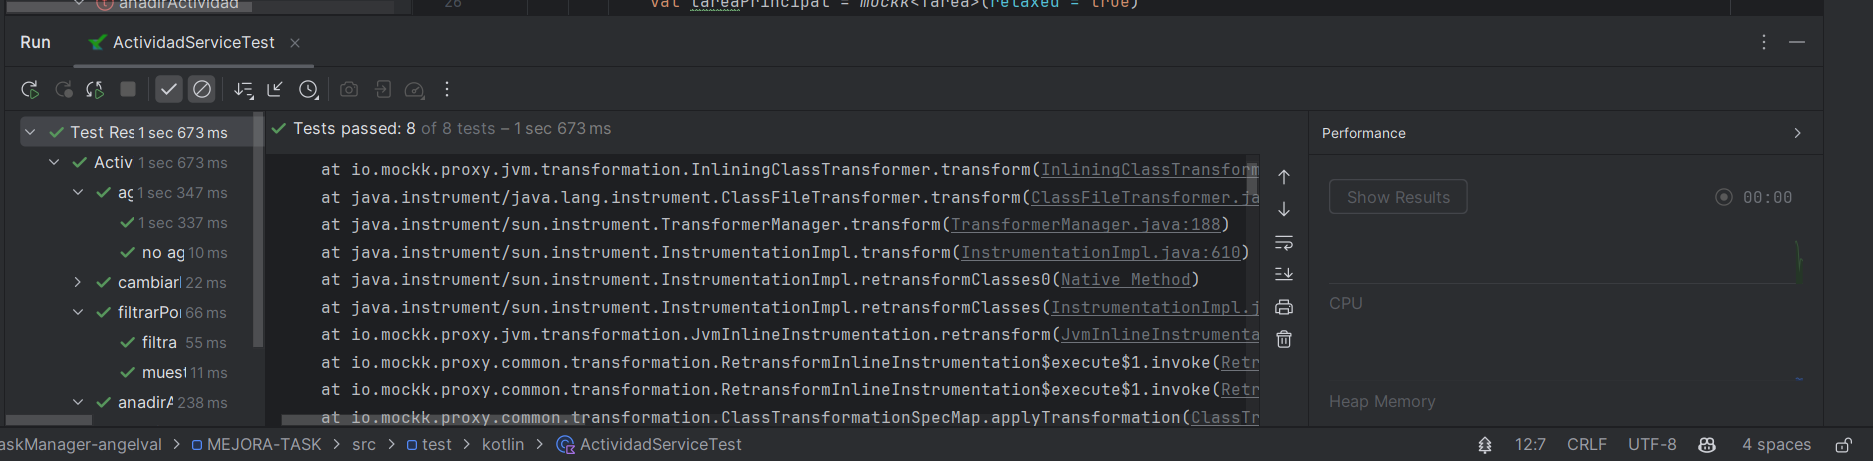 añadirActividad
26 val tareaPrincipal = mockk<Tarea>(relaxed = true)
Run ActividadServiceTest
Test Res 1 sec 673 ms
Activ 1 sec 673 ms
ag 1 sec 347 ms
1 sec 337 ms
no ag 10 ms
cambiarI 22 ms
filtrarPor 66 ms
filtra 55 ms
muest 11 ms
anadirA 238 ms
Tests passed: 8 of 8 tests – 1 sec 673 ms
at io.mockk.proxy.jvm.transformation.InliningClassTransformer.transform(InliningClassTransform
at java.instrument/java.lang.instrument.ClassFileTransformer.transform(ClassFileTransformer.ja
at java.instrument/sun.instrument.TransformerManager.transform(TransformerManager.java:188)
at java.instrument/sun.instrument.InstrumentationImpl.transform(InstrumentationImpl.java:610)
at java.instrument/sun.instrument.InstrumentationImpl.retransformClasses0(Native Method)
at java.instrument/sun.instrument.InstrumentationImpl.retransformClasses(InstrumentationImpl.j
at io.mockk.proxy.jvm.transformation.JvmInlineInstrumentation.retransform(JvmInlineInstrumenta
at io.mockk.proxy.common.transformation.RetransformInlineInstrumentation$execute$1.invoke(Retr
at io.mockk.proxy.common.transformation.RetransformInlineInstrumentation$execute$1.invoke(Retr
at io.mockk.proxy.common.transformation.ClassTransformationSpecMap.applyTransformation(ClassTr
Performance
Show Results 00:00
CPU
Heap Memory
askManager-angelval > MEJORA-TASK > src > test > kotlin > ActividadServiceTest 12:7 CRLF UTF-8 4 spaces